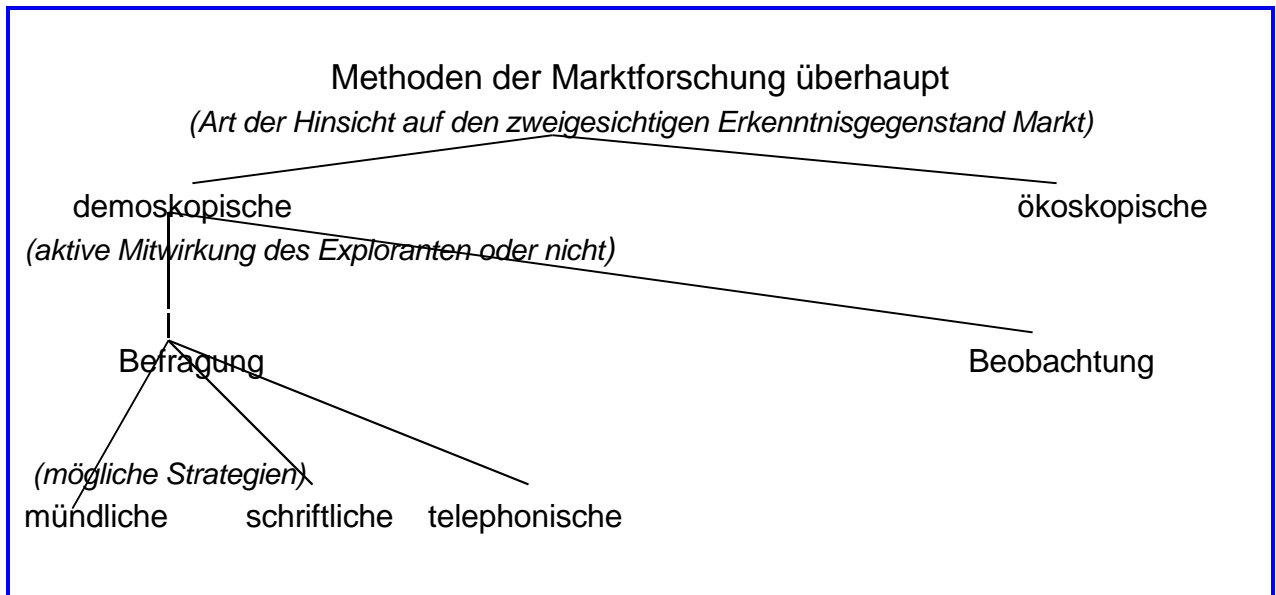 Methoden der Marktforschung überhaupt
(Art der Hinsicht auf den zweigesichtigen Erkenntnisgegenstand Markt)
demoskopische ökoskopische
(aktive Mitwirkung des Exploranten oder nicht)
Befragung Beobachtung
(mögliche Strategien)
mündliche schriftliche telephonische